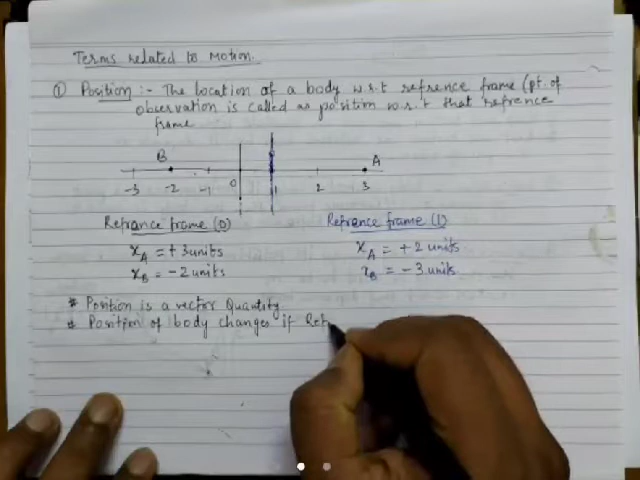 Terms related to Motion.
① Position :- The location of a body w.r.t refrence frame (pt. of
observation is called as position w.r.t that refrence
frame
B A
-3 -2 -1 0 1 2 3
Refrance frame (0) Refrance frame (1)
xA = +3 units xA = +2 units
xB = -2 units xB = -3 units
* Position is a vector Quantity
* Position of body changes if Ref